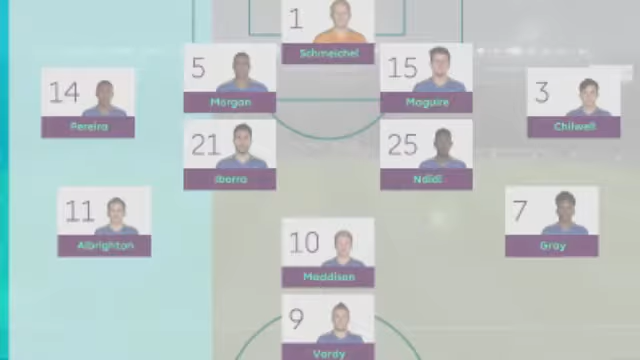 1
Schmeichel
5
Morgan
15
Maguire
14
Pereira
3
Chilwell
21
Iborra
25
Ndidi
11
Albrighton
7
Gray
10
Maddison
9
Vardy